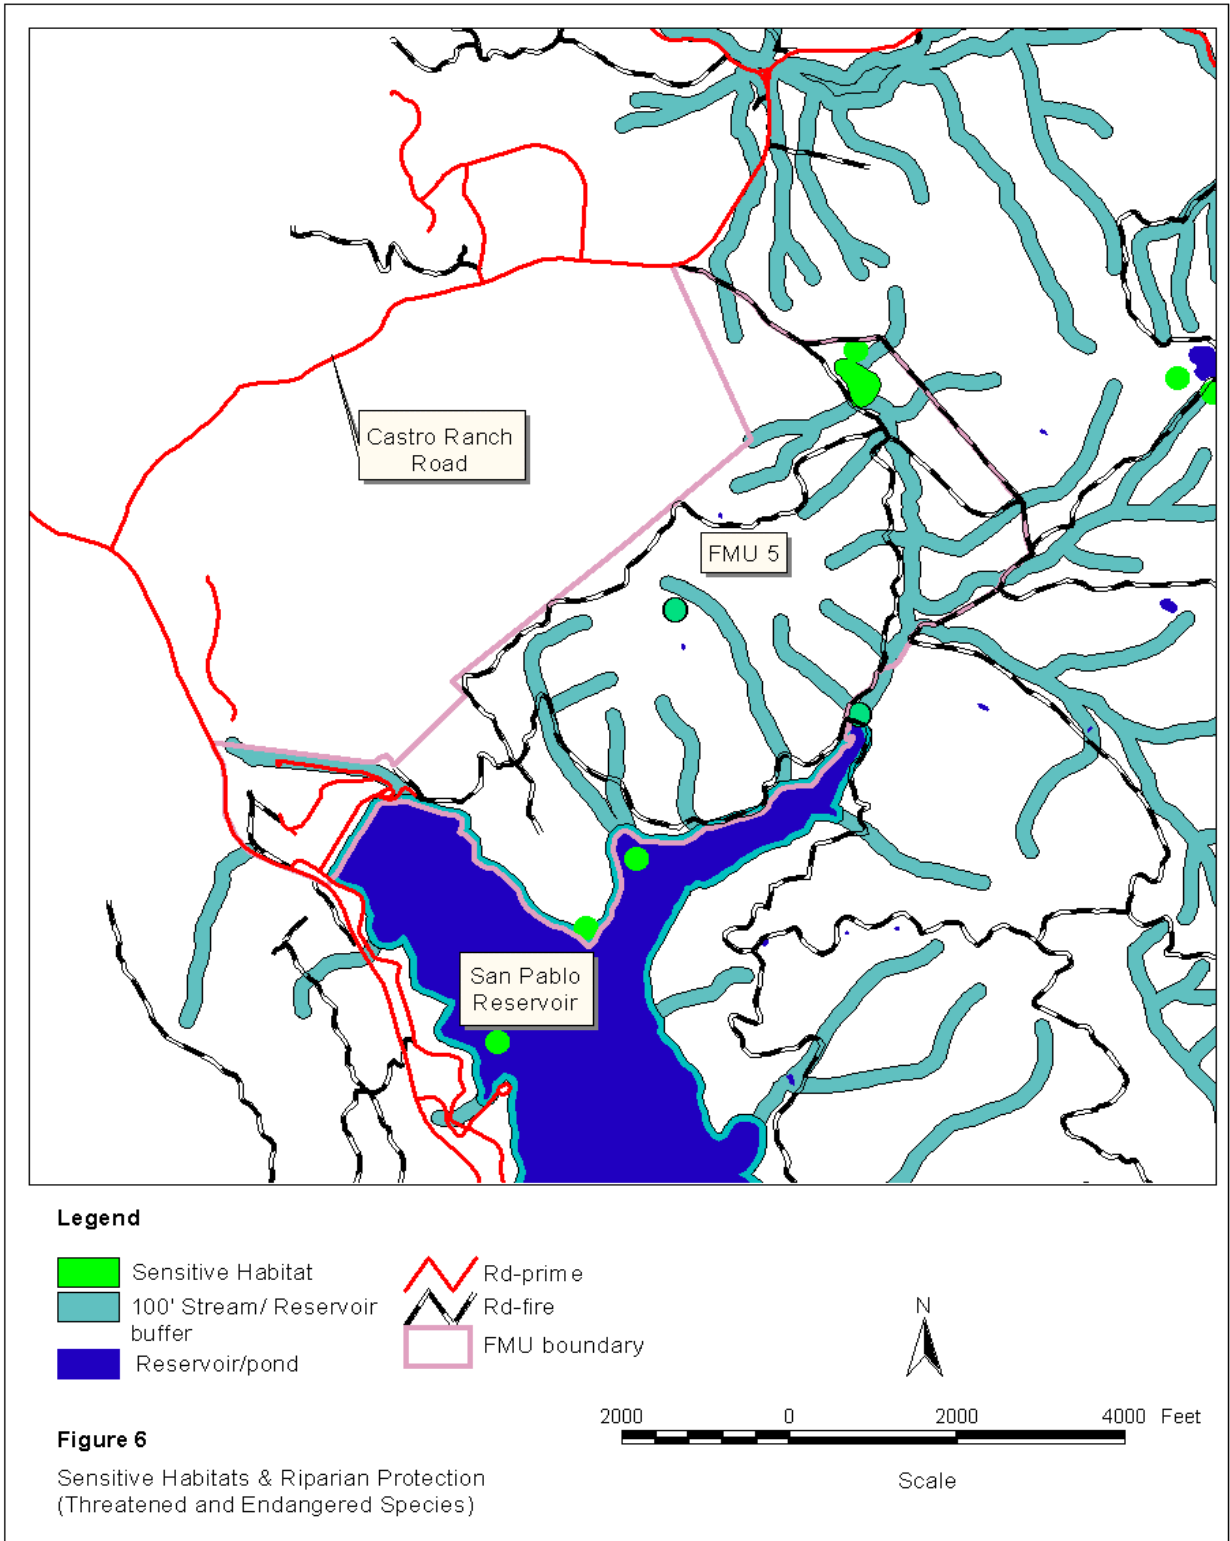 Castro Ranch
Road
FMU 5
San Pablo
Reservoir
Legend
Sensitive Habitat
100' Stream/ Reservoir
buffer
Reservoir/pond
Rd-prime
Rd-fire
FMU boundary
N
2000 0 2000 4000 Feet
Scale
Figure 6
Sensitive Habitats & Riparian Protection
(Threatened and Endangered Species)